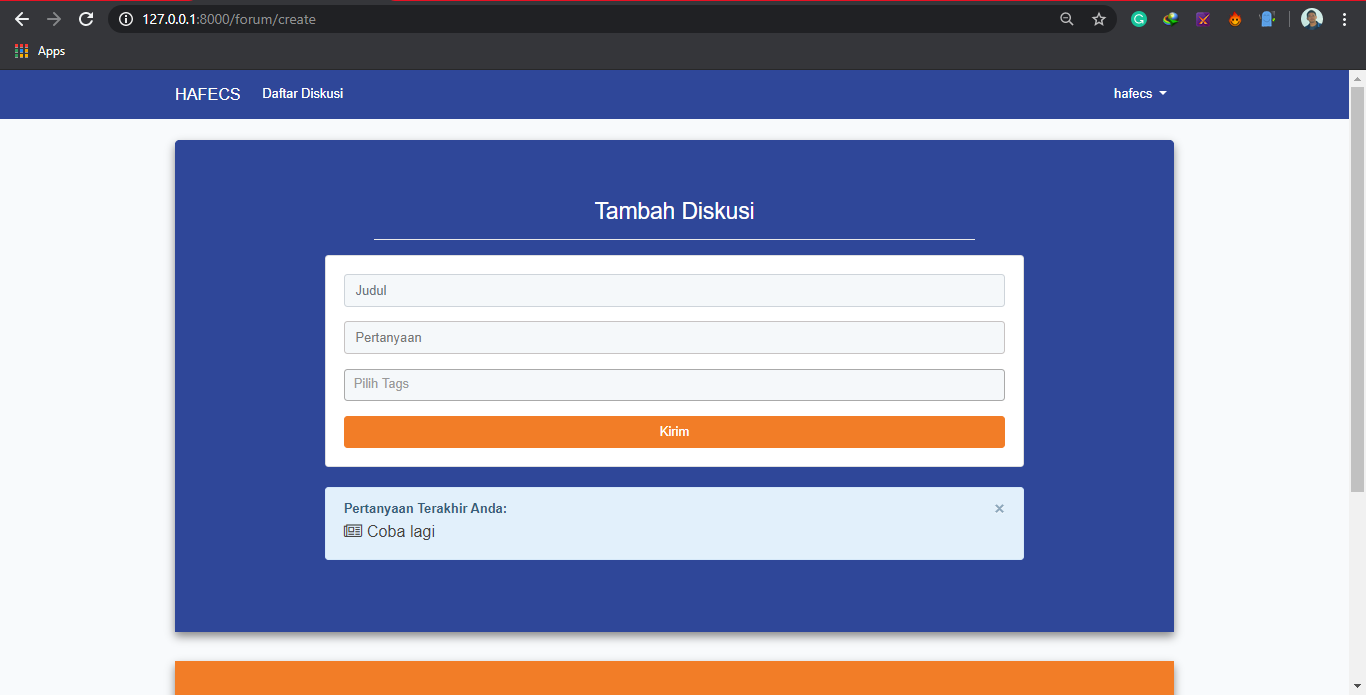 127.0.0.1:8000/forum/create
Apps
HAFECS Daftar Diskusi hafecs
Tambah Diskusi
Judul
Pertanyaan
Pilih Tags
Kirim
Pertanyaan Terakhir Anda: ×
Coba lagi